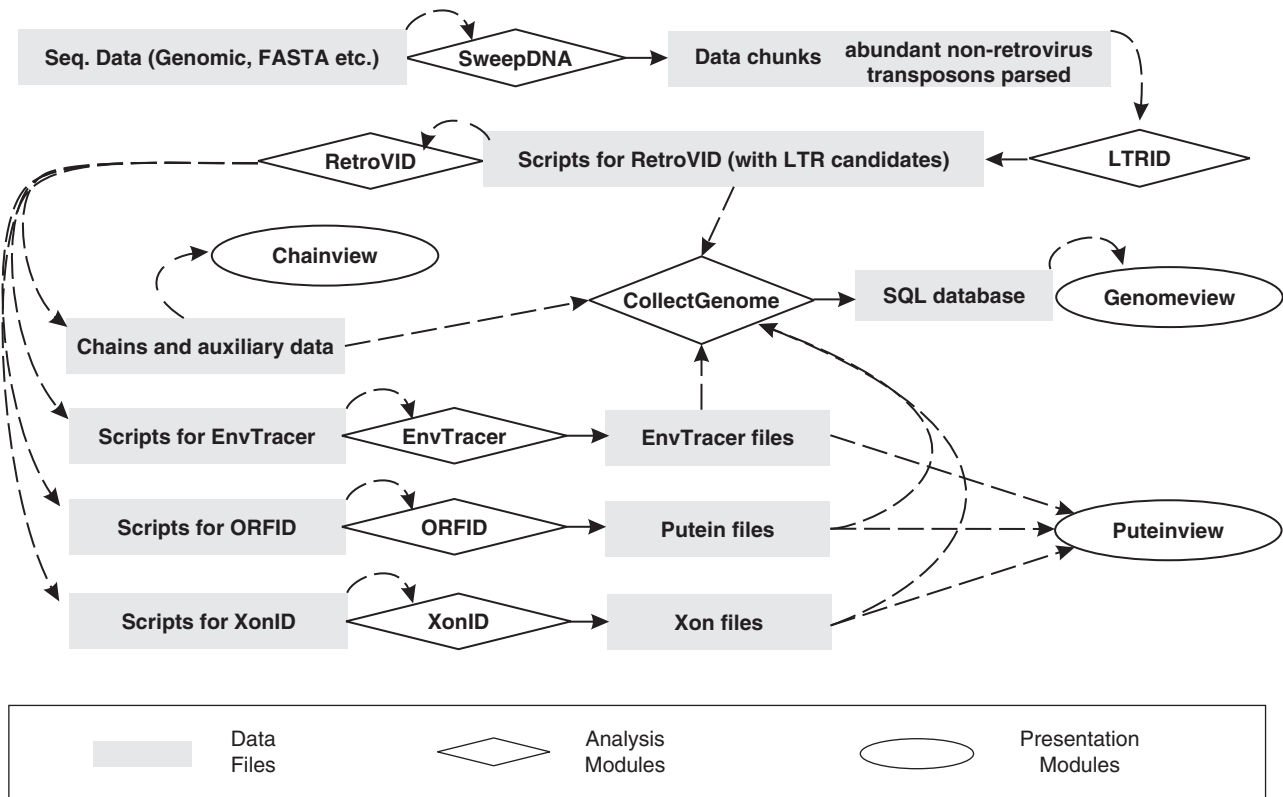 Seq. Data (Genomic, FASTA etc.)
SweepDNA
Data chunks
abundant non-retrovirus
transposons parsed
RetroVID
Scripts for RetroVID (with LTR candidates)
LTRID
Chainview
CollectGenome
SQL database
Genomeview
Chains and auxiliary data
Scripts for EnvTracer
EnvTracer
EnvTracer files
Scripts for ORFID
ORFID
Putein files
Puteinview
Scripts for XonID
XonID
Xon files
Data
Files
Analysis
Modules
Presentation
Modules